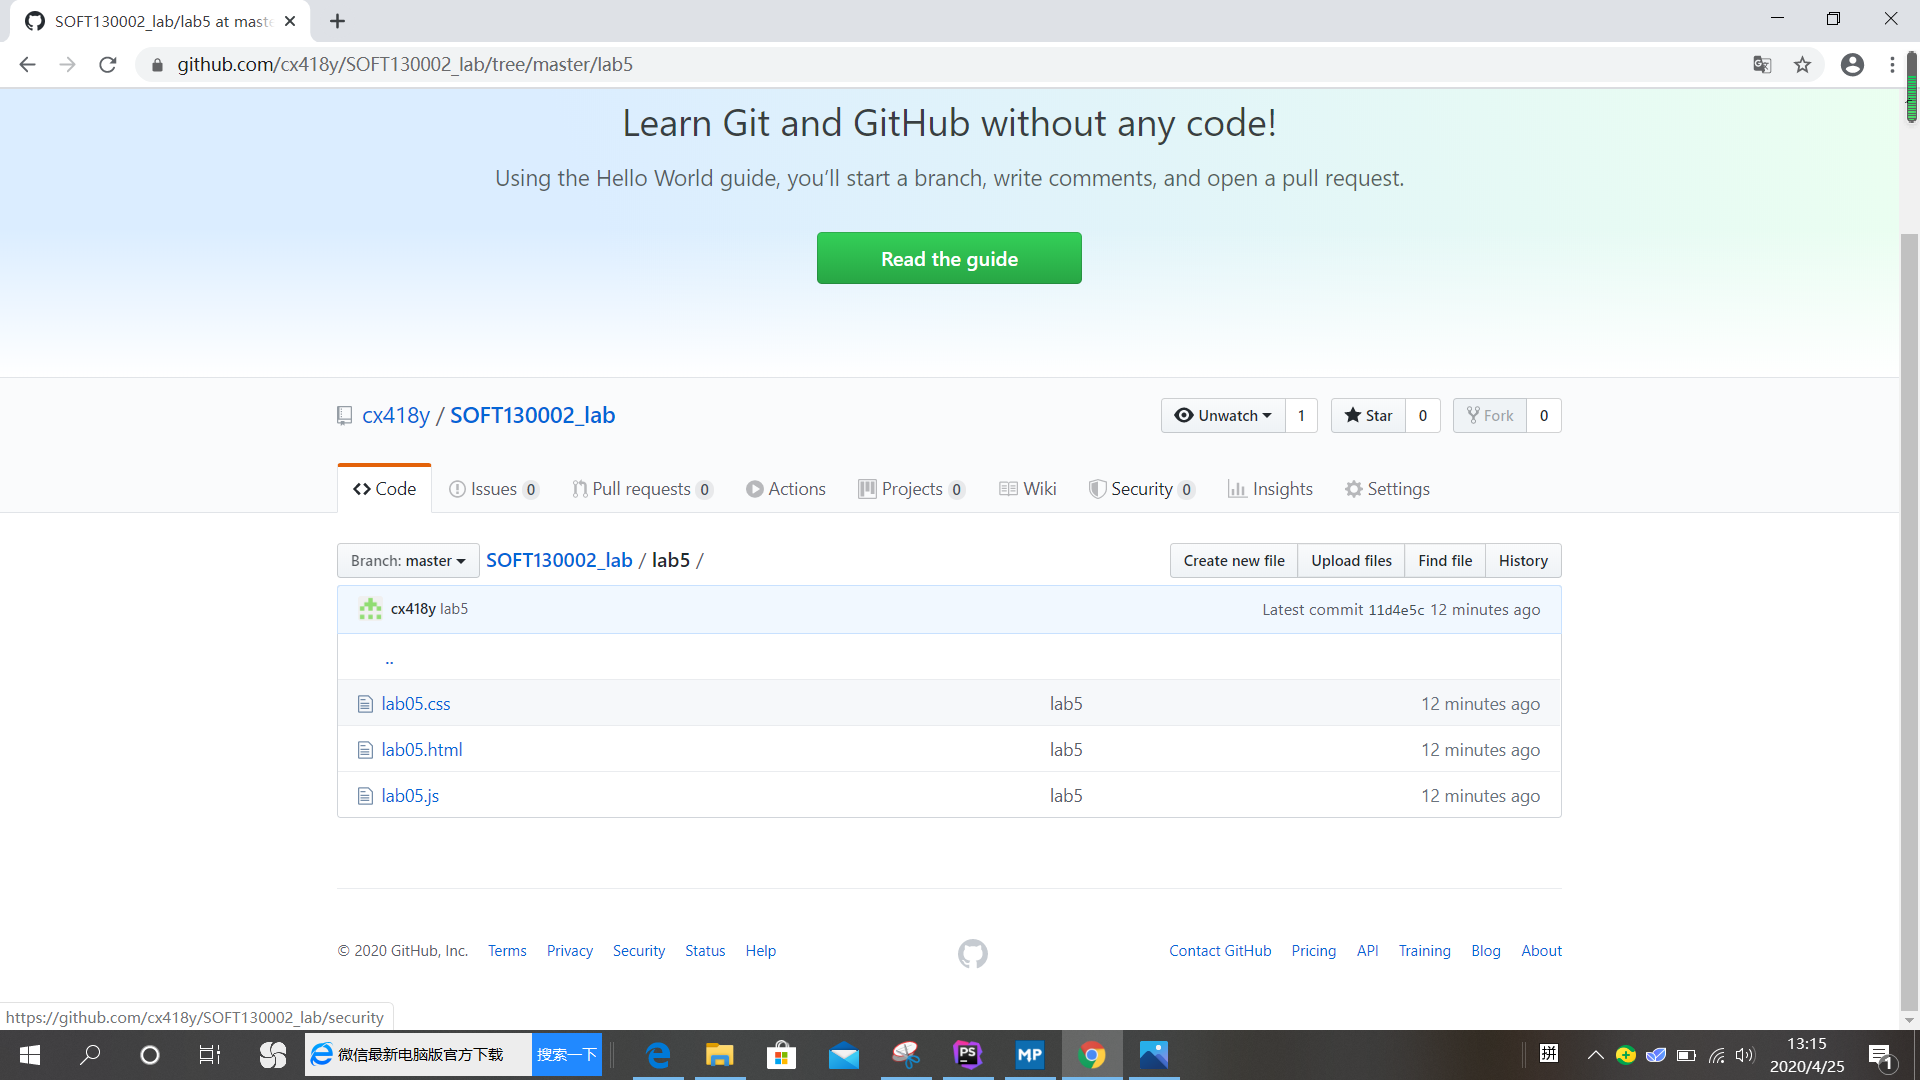 SOFT130002_lab/lab5 at maste
github.com/cx418y/SOFT130002_lab/tree/master/lab5
Learn Git and GitHub without any code!
Using the Hello World guide, you’ll start a branch, write comments, and open a pull request.
Read the guide
cx418y / SOFT130002_lab
Unwatch 1 Star 0 Fork 0
Code Issues 0 Pull requests 0 Actions Projects 0 Wiki Security 0 Insights Settings
Branch: master SOFT130002_lab / lab5 / Create new file Upload files Find file History
cx418y lab5 Latest commit 11d4e5c 12 minutes ago
..
lab05.css lab5 12 minutes ago
lab05.html lab5 12 minutes ago
lab05.js lab5 12 minutes ago
© 2020 GitHub, Inc. Terms Privacy Security Status Help Contact GitHub Pricing API Training Blog About
https://github.com/cx418y/SOFT130002_lab/security
微信最新电脑版官方下载 搜索一下 PS MP 拼 13:15
2020/4/25 1